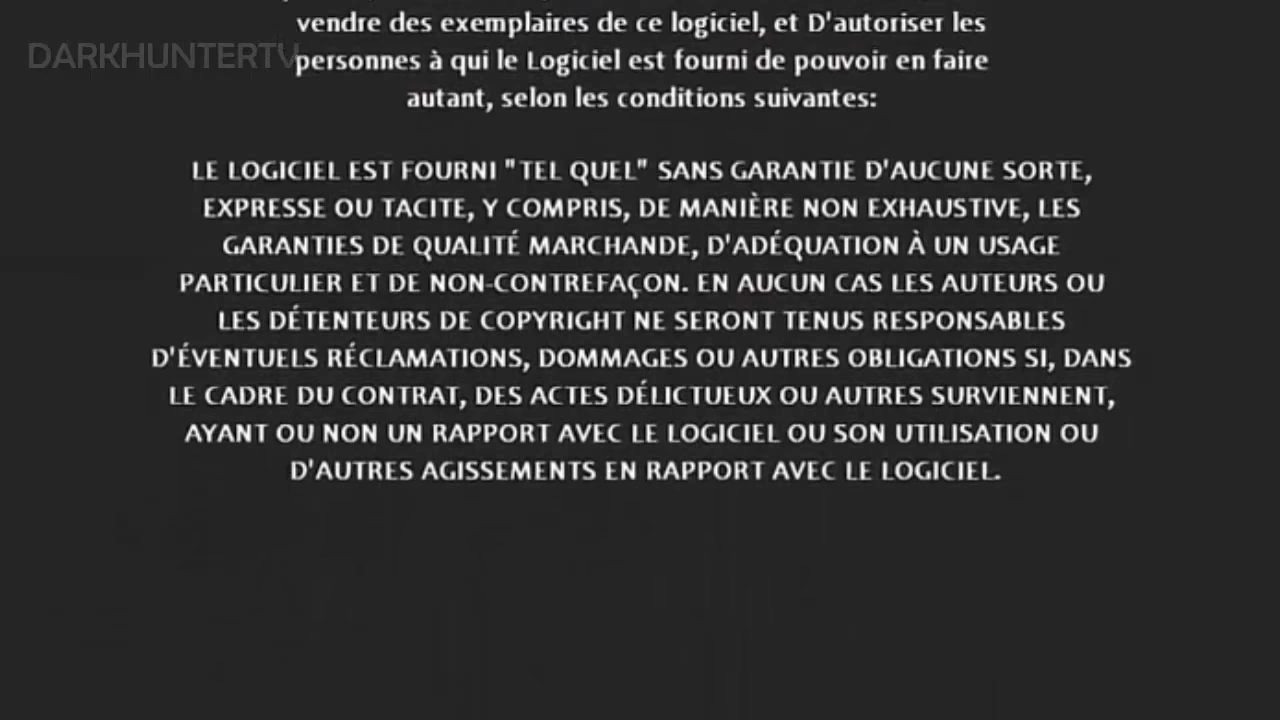 vendre des exemplaires de ce logiciel, et D'autoriser les
DARKHUNTERTV
personnes à qui le Logiciel est fourni de pouvoir en faire
autant, selon les conditions suivantes:
LE LOGICIEL EST FOURNI "TEL QUEL" SANS GARANTIE D'AUCUNE SORTE,
EXPRESSE OU TACITE, Y COMPRIS, DE MANIÈRE NON EXHAUSTIVE, LES
GARANTIES DE QUALITÉ MARCHANDE, D'ADÉQUATION À UN USAGE
PARTICULIER ET DE NON-CONTREFAÇON. EN AUCUN CAS LES AUTEURS OU
LES DÉTENTEURS DE COPYRIGHT NE SERONT TENUS RESPONSABLES
D'ÉVENTUELS RÉCLAMATIONS, DOMMAGES OU AUTRES OBLIGATIONS SI, DANS
LE CADRE DU CONTRAT, DES ACTES DÉLICTUEUX OU AUTRES SURVIENNENT,
AYANT OU NON UN RAPPORT AVEC LE LOGICIEL OU SON UTILISATION OU
D'AUTRES AGISSEMENTS EN RAPPORT AVEC LE LOGICIEL.